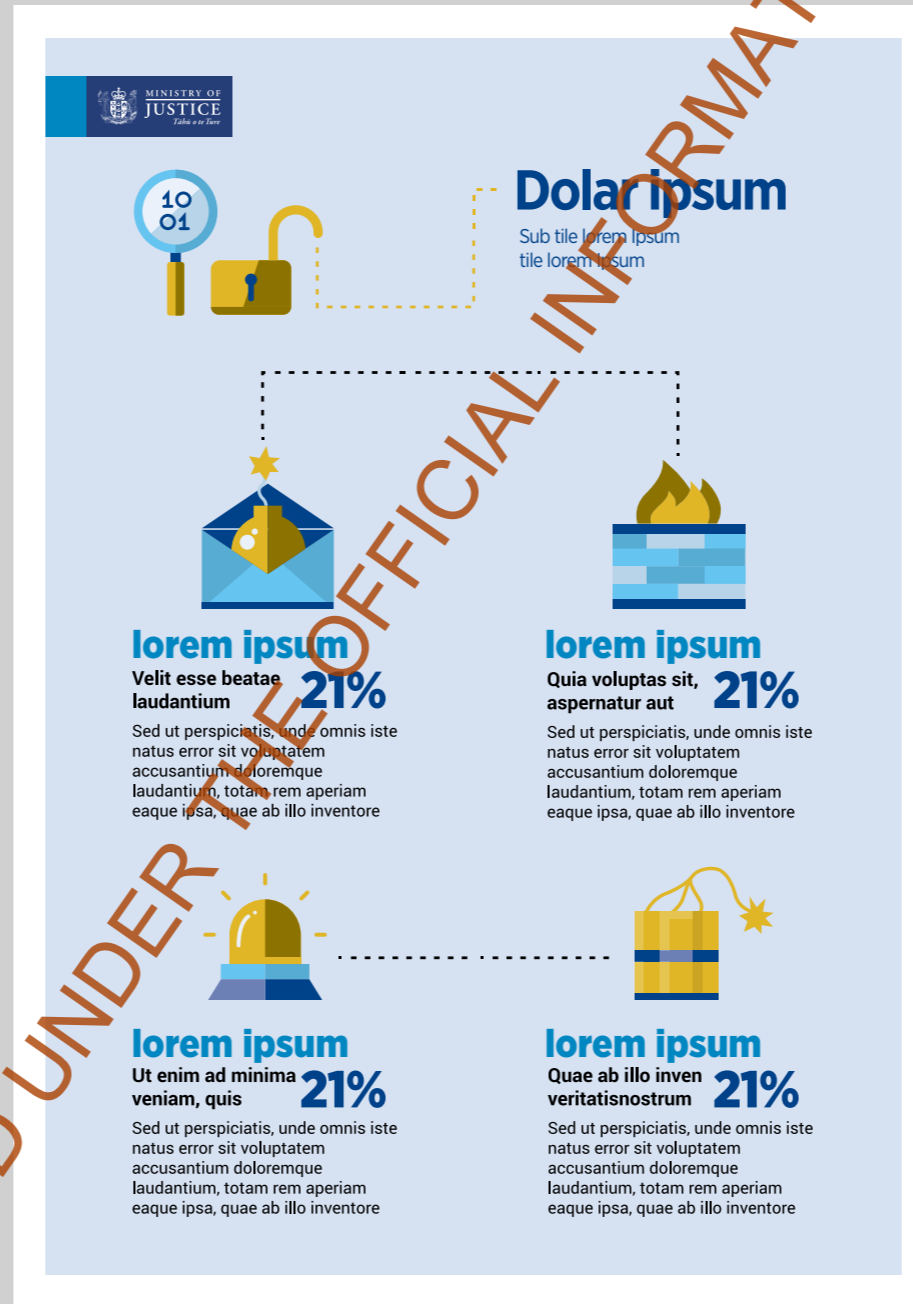 MINISTRY OF
JUSTICE
Tāhū o te Ture
10
01
Dolar ipsum
Sub tile lorem Ipsum
tile lorem Ipsum
lorem ipsum
Velit esse beatae
laudantium
21%
Sed ut perspiciatis, unde omnis iste
natus error sit voluptatem
accusantium doloremque
laudantium, totam rem aperiam
eaque ipsa, quae ab illo inventore
lorem ipsum
Quia voluptas sit,
aspernatur aut
21%
Sed ut perspiciatis, unde omnis iste
natus error sit voluptatem
accusantium doloremque
laudantium, totam rem aperiam
eaque ipsa, quae ab illo inventore
lorem ipsum
Ut enim ad minima
veniam, quis
21%
Sed ut perspiciatis, unde omnis iste
natus error sit voluptatem
accusantium doloremque
laudantium, totam rem aperiam
eaque ipsa, quae ab illo inventore
lorem ipsum
Quae ab illo inven
veritatisnostrum
21%
Sed ut perspiciatis, unde omnis iste
natus error sit voluptatem
accusantium doloremque
laudantium, totam rem aperiam
eaque ipsa, quae ab illo inventore
D UNDER THE OFFICIAL INFORMAT